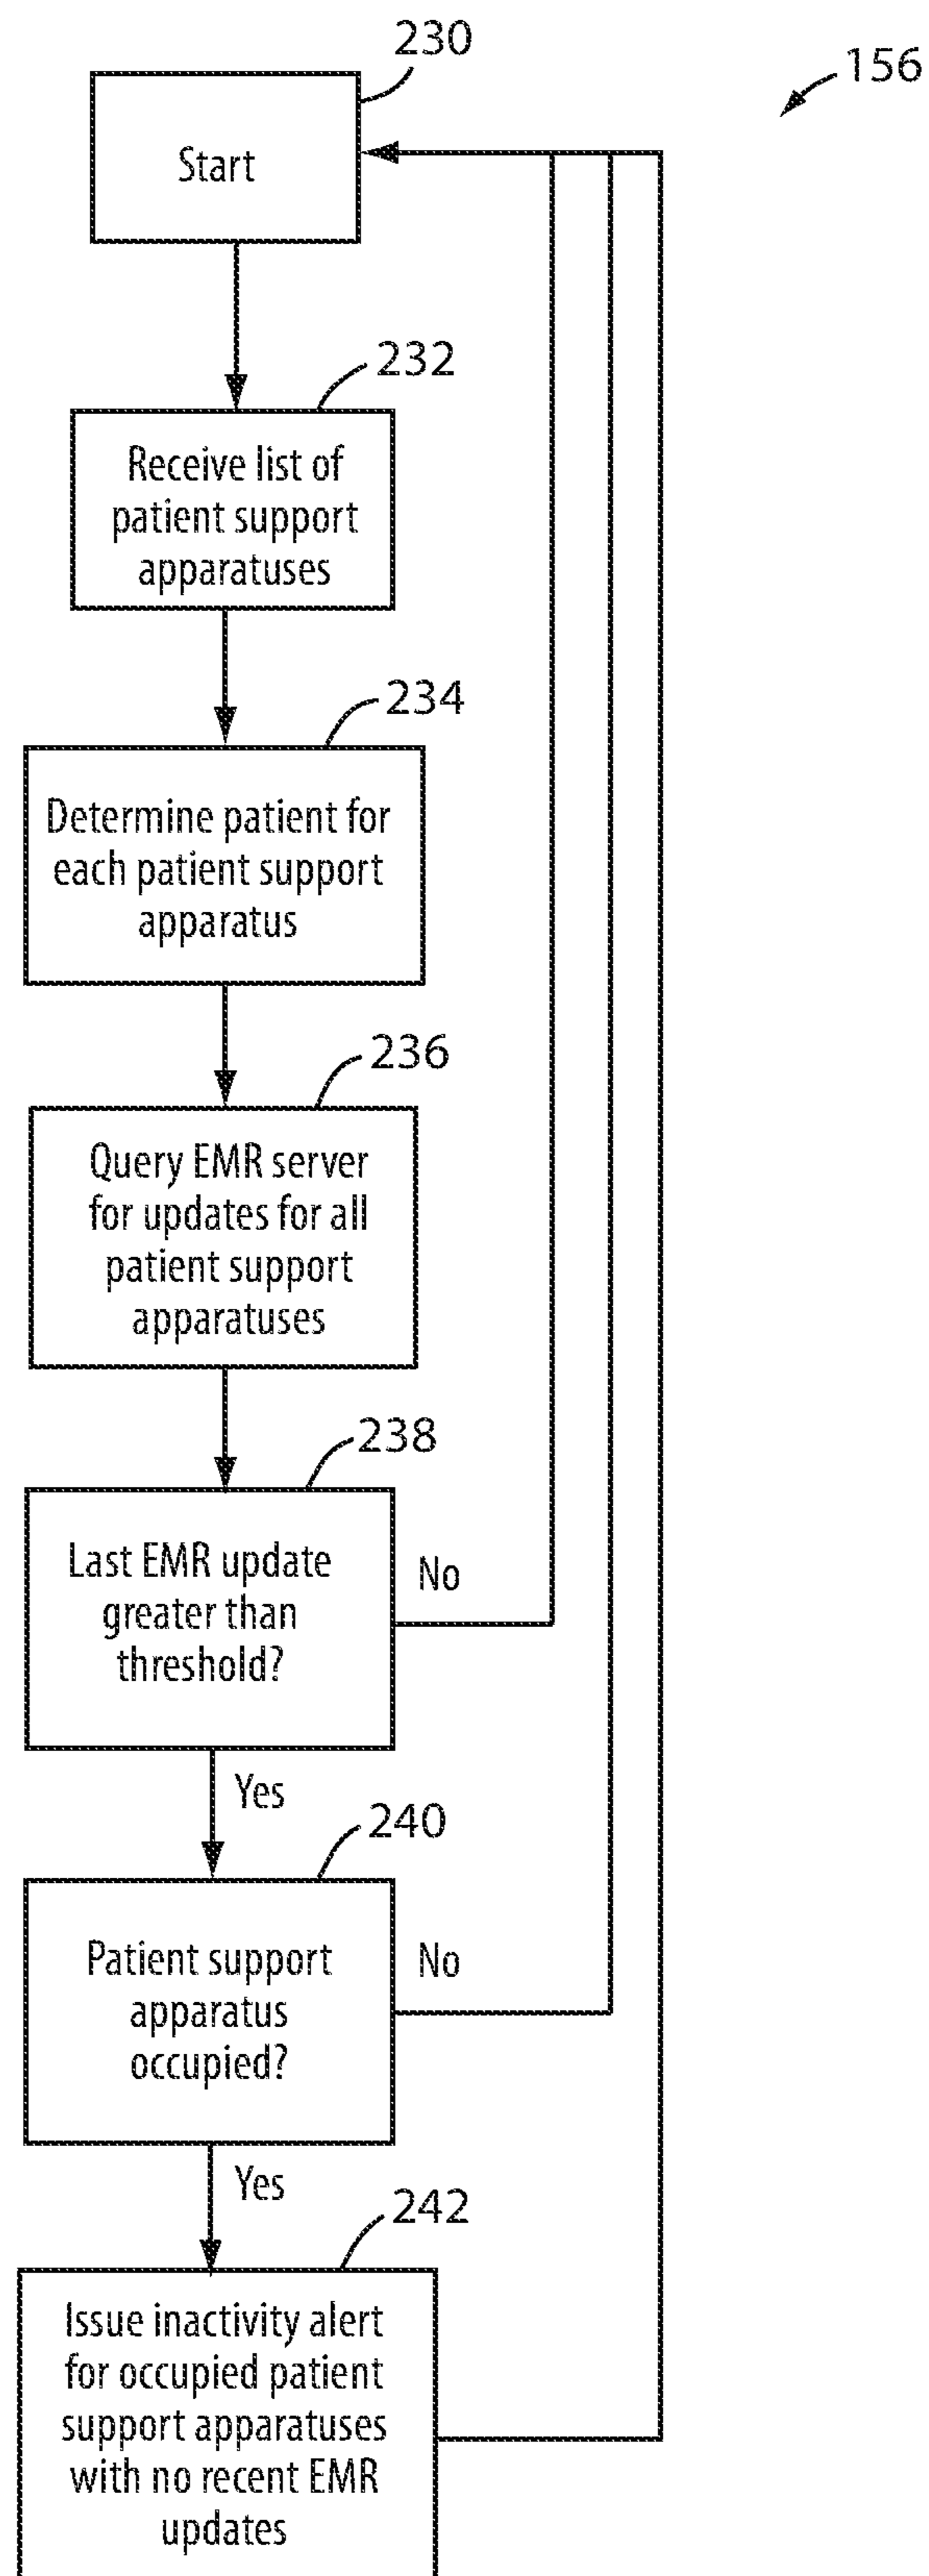 230
156
Start
232
Receive list of
patient support
apparatuses
234
Determine patient for
each patient support
apparatus
236
Query EMR server
for updates for all
patient support
apparatuses
238
Last EMR update
greater than
threshold?
No
Yes
240
Patient support
apparatus
occupied?
No
Yes
242
Issue inactivity alert
for occupied patient
support apparatuses
with no recent EMR
updates